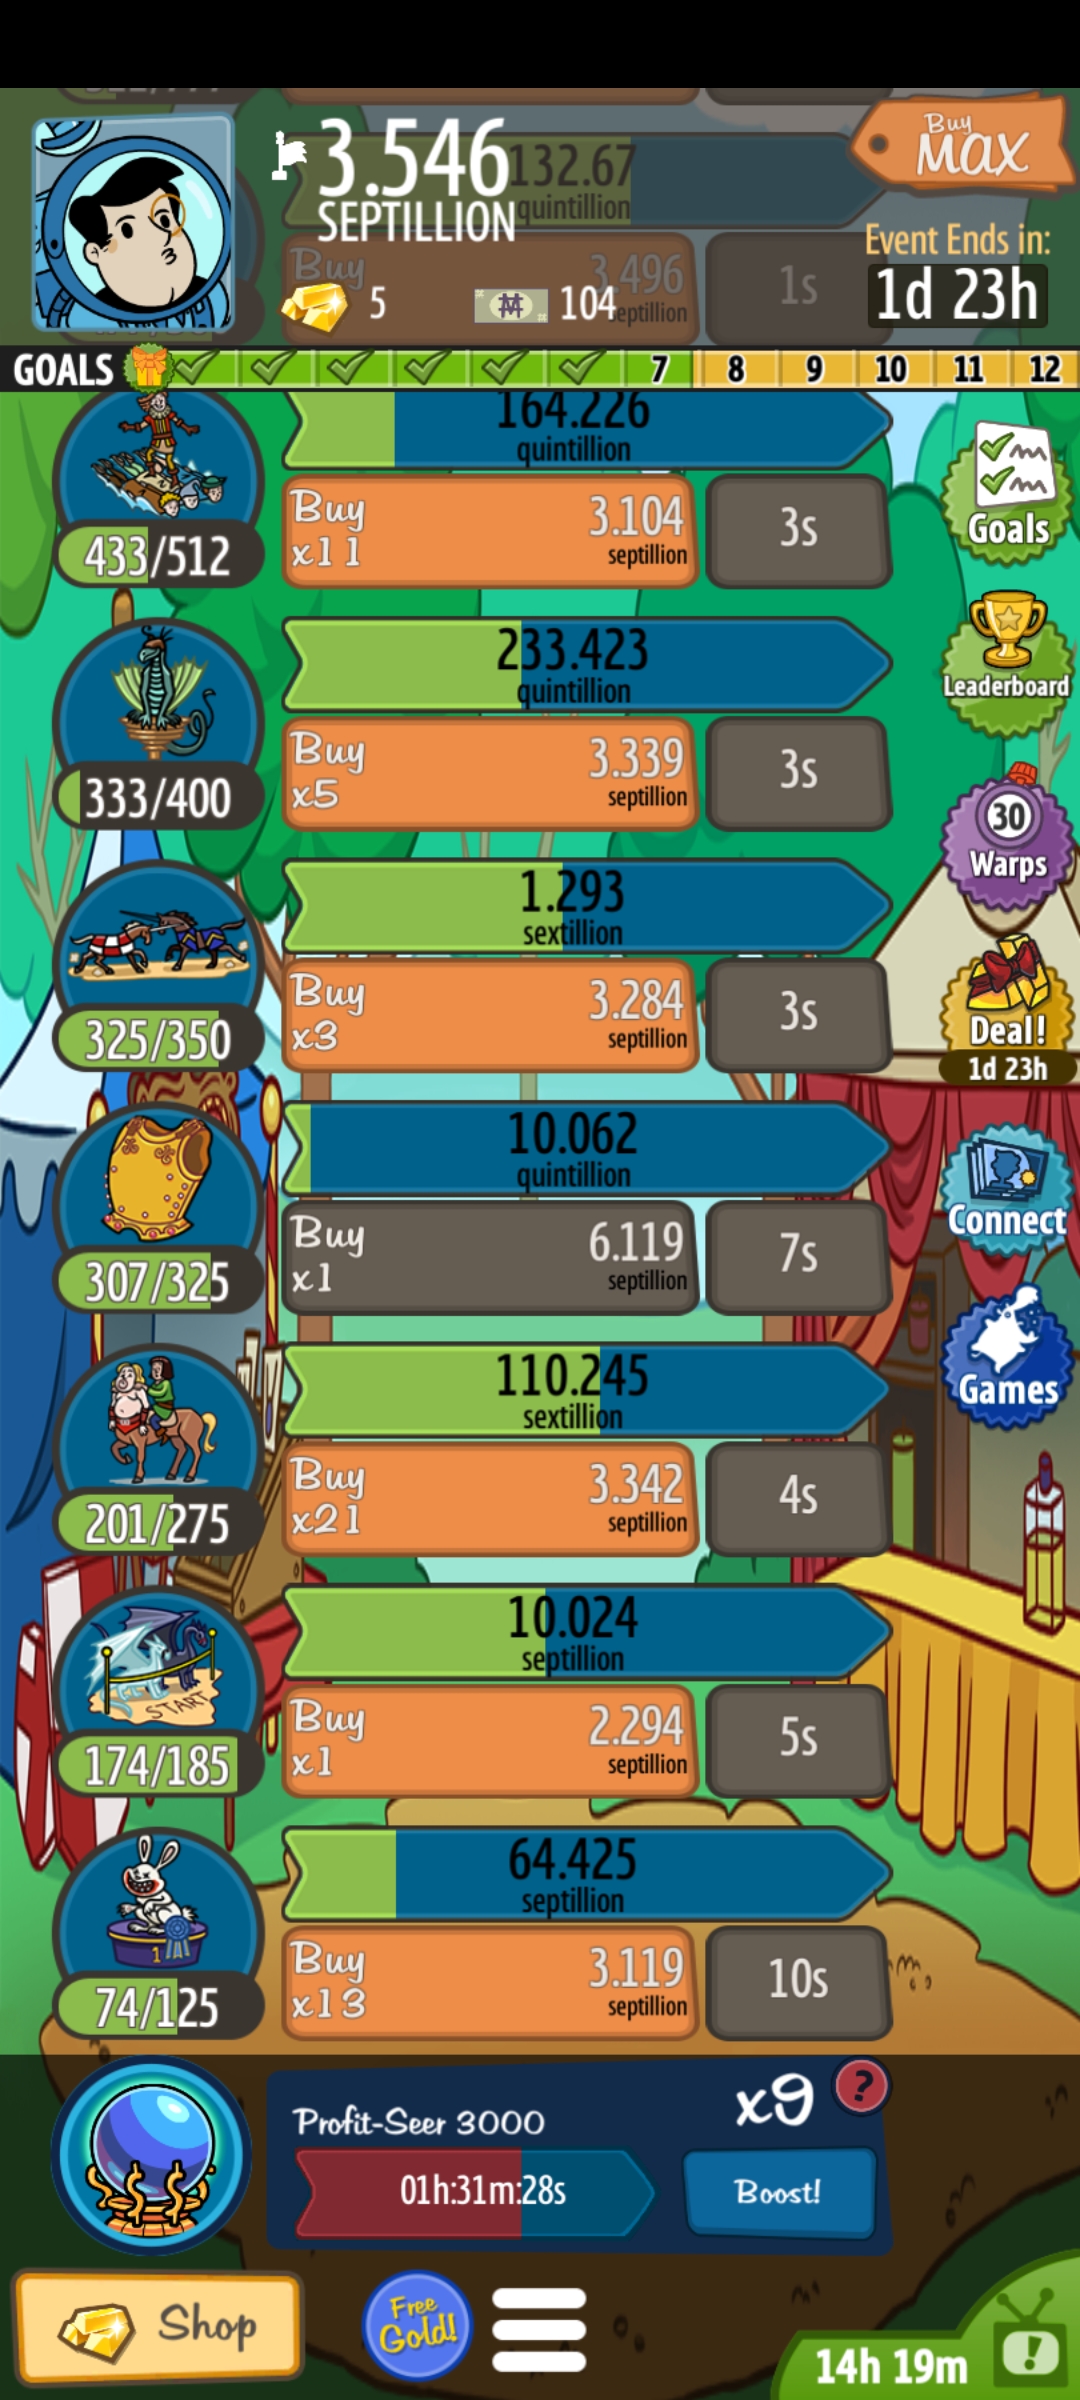 3.546
SEPTILLION
132.67
quintillion
Buy
MAX
Event Ends in:
1d 23h
Buy
3.496
septillion
1s
5
104
GOALS
7
8
9
10
11
12
164.226
quintillion
Buy
x11
3.104
septillion
3s
433/512
Goals
233.423
quintillion
Buy
x5
3.339
septillion
3s
333/400
Leaderboard
30
Warps
1.293
sextillion
Buy
x3
3.284
septillion
3s
325/350
Deal!
1d 23h
10.062
quintillion
Buy
x1
6.119
septillion
7s
307/325
Connect
110.245
sextillion
Buy
x21
3.342
septillion
4s
201/275
Games
10.024
septillion
START
Buy
x1
2.294
septillion
5s
174/185
64.425
septillion
1
Buy
x13
3.119
septillion
10s
74/125
Profit-Seer 3000
x9
?
01h:31m:28s
Boost!
Shop
Free
Gold!
14h 19m
!